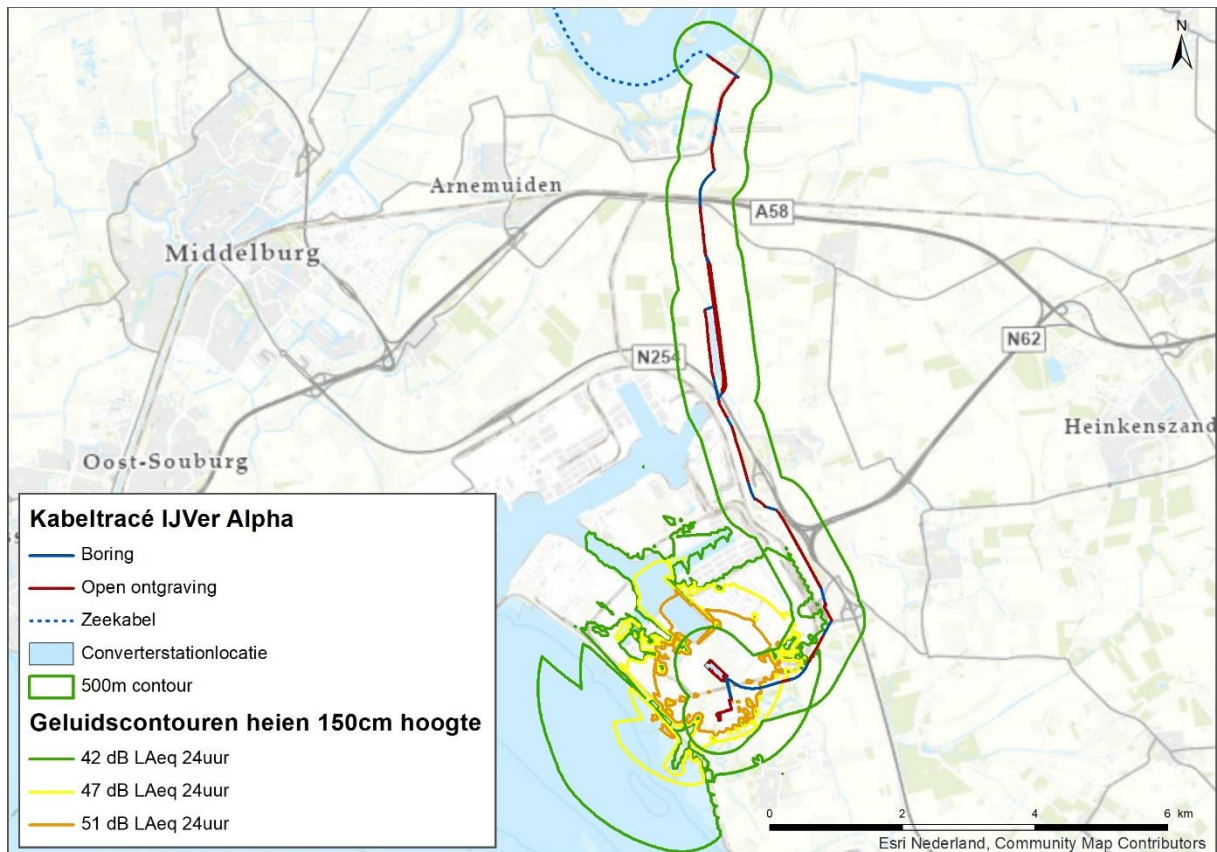 N
Arnemuiden
A58
Middelburg
N62
N254
Heinkenszand
Oost-Souburg
Kabeltracé IJVer Alpha
Boring
Open ontgraving
Zeekabel
Converterstationlocatie
500m contour
Geluidscontouren heien 150cm hoogte
42 dB LAeq 24uur
47 dB LAeq 24uur
51 dB LAeq 24uur
0 2 4 6 km
Esri Nederland, Community Map Contributors